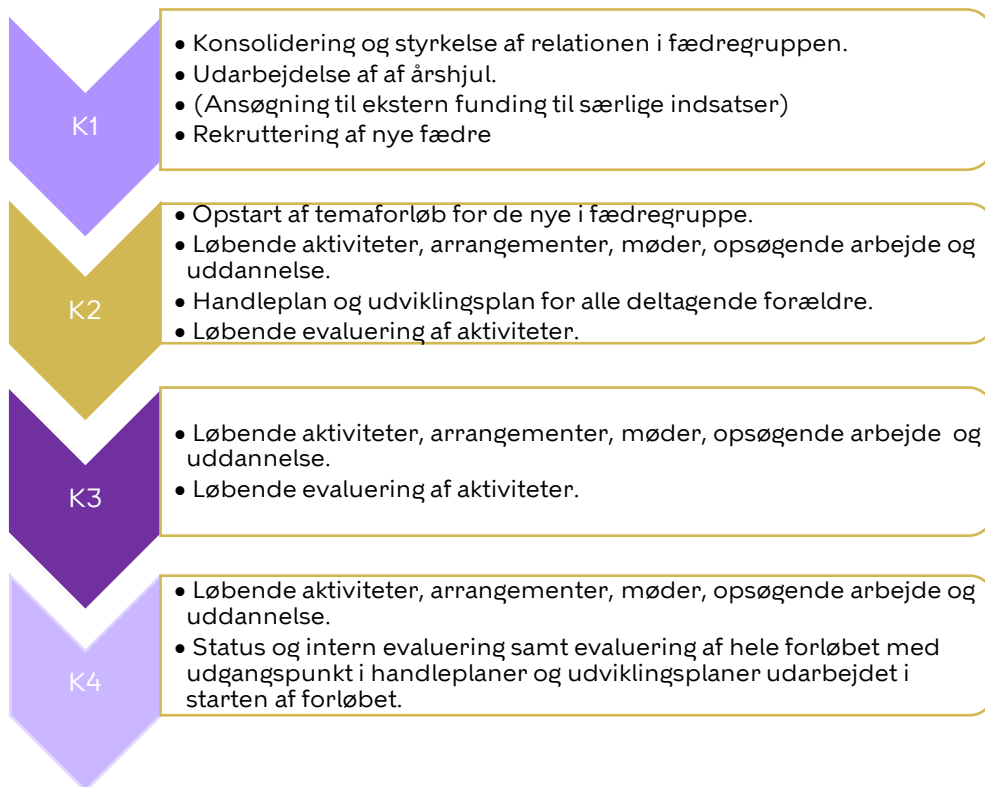 K1
• Konsolidering og styrkelse af relationen i fædregruppen.
• Udarbejdelse af af årshjul.
• (Ansøgning til ekstern funding til særlige indsatser)
• Rekruttering af nye fædre
K2
• Opstart af temaforløb for de nye i fædregruppe.
• Løbende aktiviteter, arrangementer, møder, opsøgende arbejde og
uddannelse.
• Handleplan og udviklingsplan for alle deltagende forældre.
• Løbende evaluering af aktiviteter.
K3
• Løbende aktiviteter, arrangementer, møder, opsøgende arbejde  og
uddannelse.
• Løbende evaluering af aktiviteter.
K4
• Løbende aktiviteter, arrangementer, møder, opsøgende arbejde og
uddannelse.
• Status og intern evaluering samt evaluering af hele forløbet med
udgangspunkt i handleplaner og udviklingsplaner udarbejdet i
starten af forløbet.